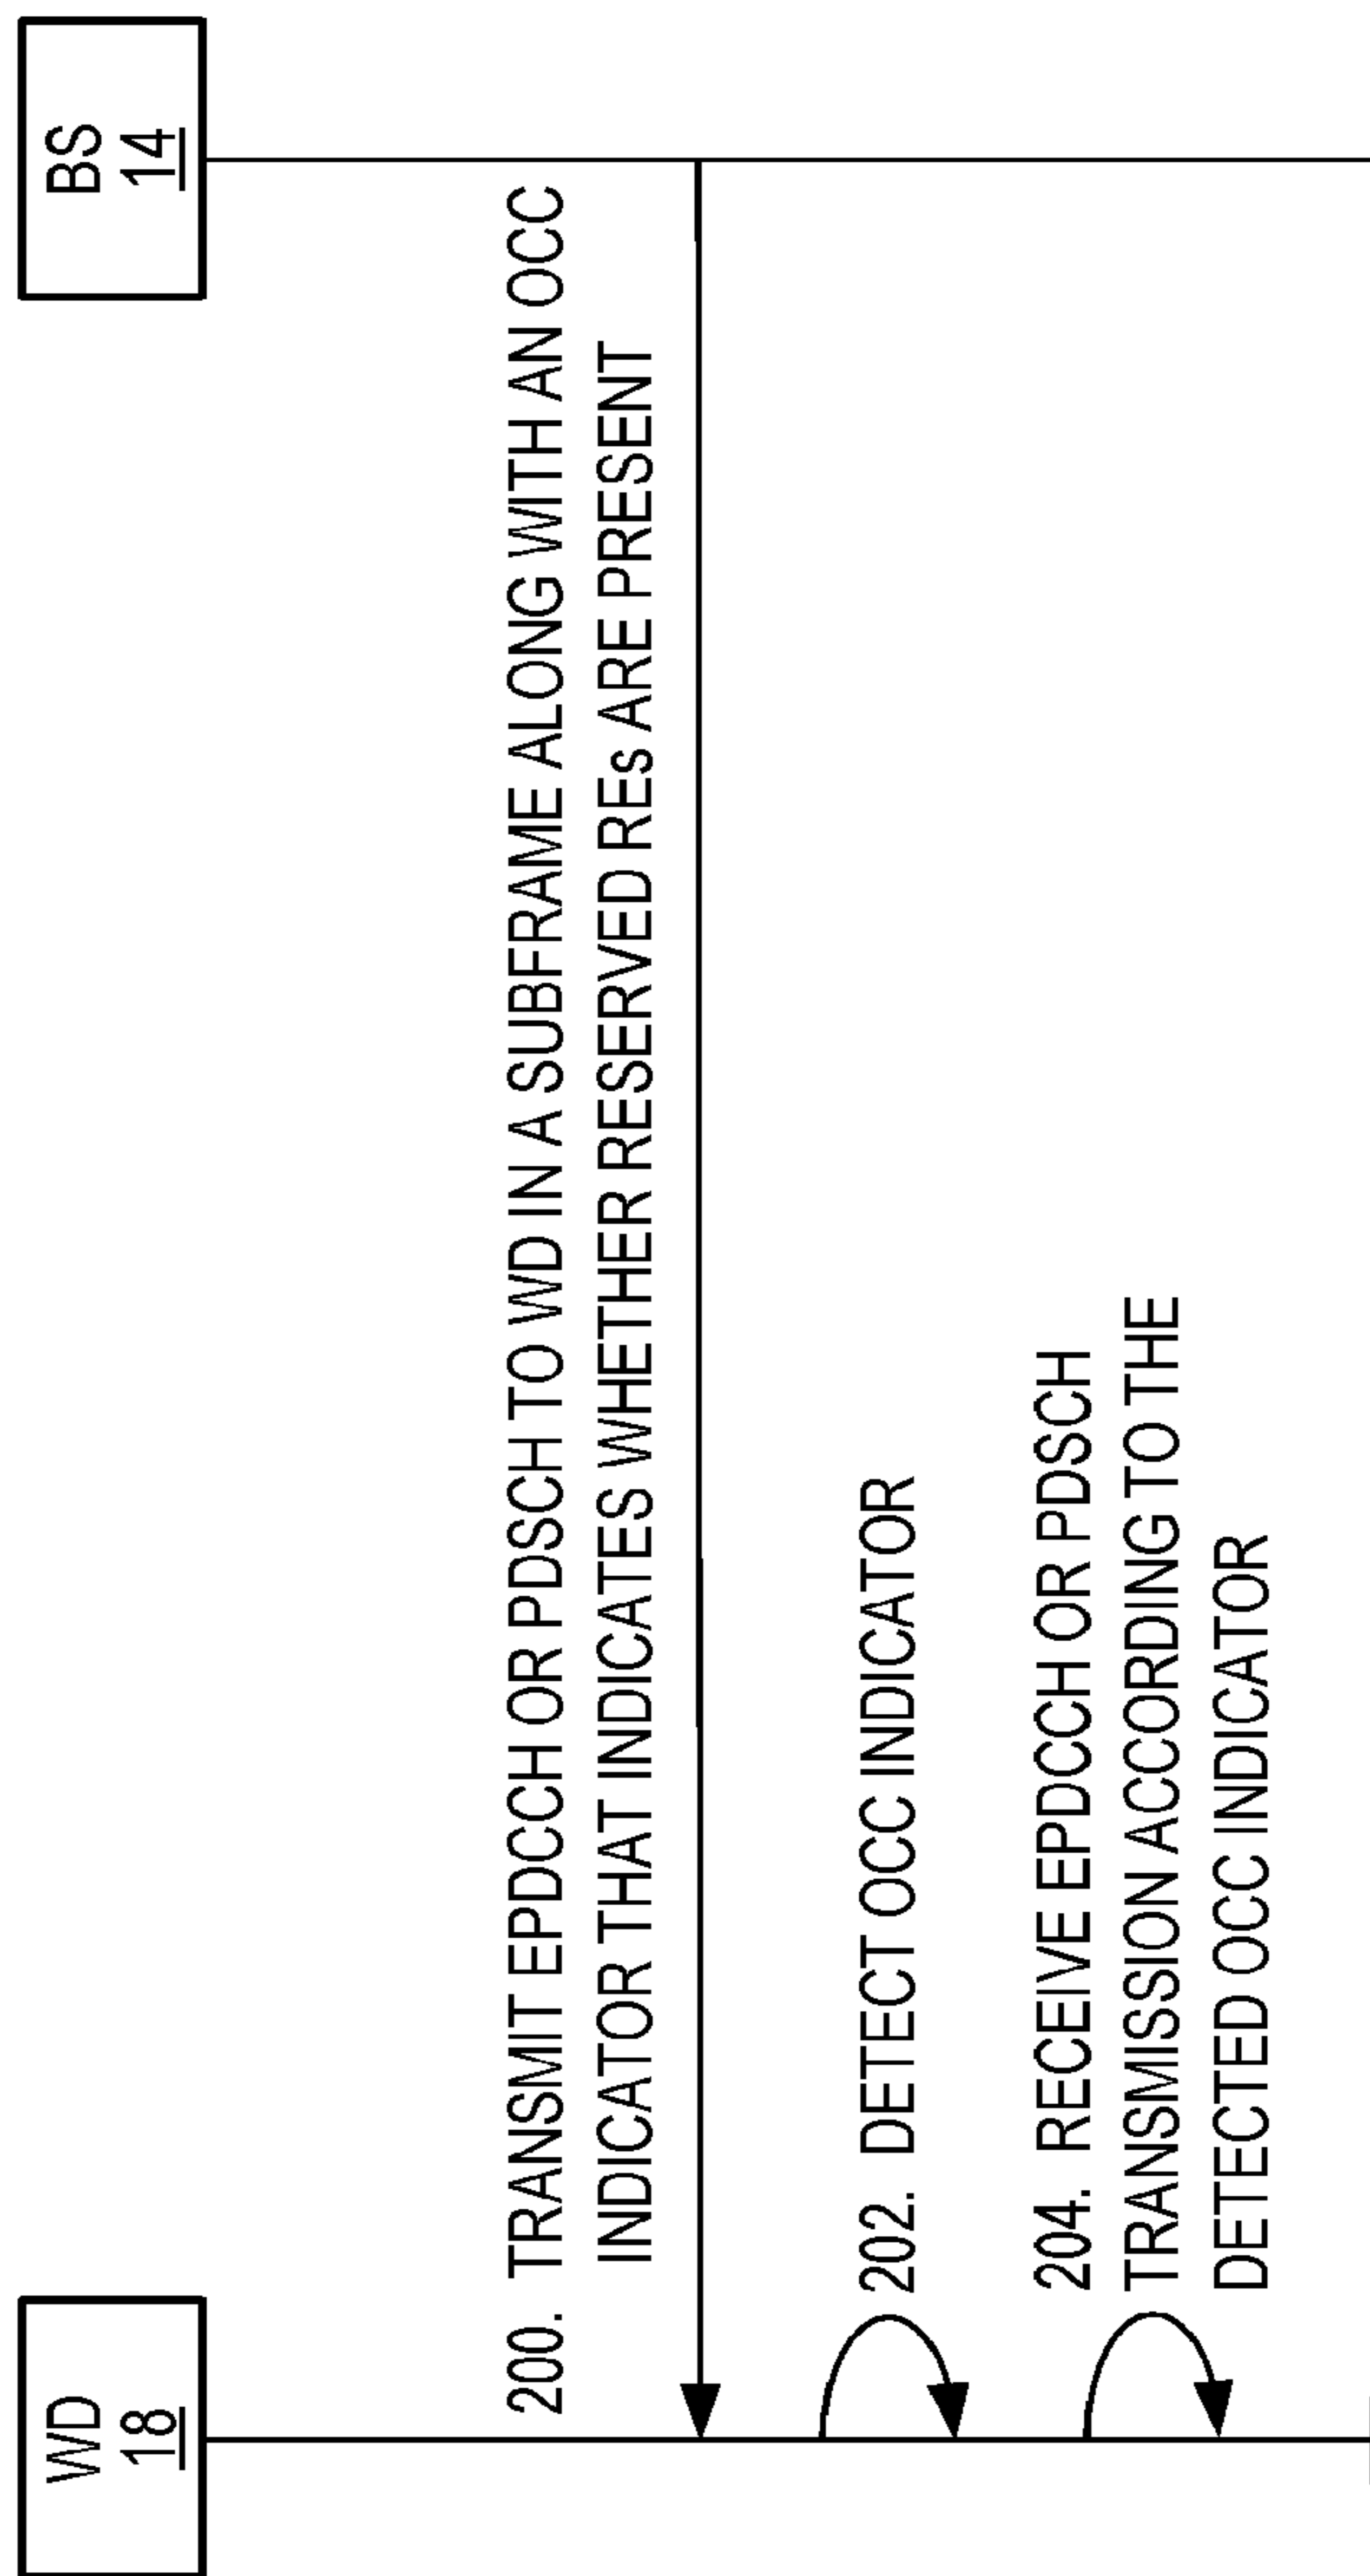 WD
18
BS
14
200. TRANSMIT EPDCCH OR PDSCH TO WD IN A SUBFRAME ALONG WITH AN OCC
INDICATOR THAT INDICATES WHETHER RESERVED REs ARE PRESENT
202. DETECT OCC INDICATOR
204. RECEIVE EPDCCH OR PDSCH
TRANSMISSION ACCORDING TO THE
DETECTED OCC INDICATOR